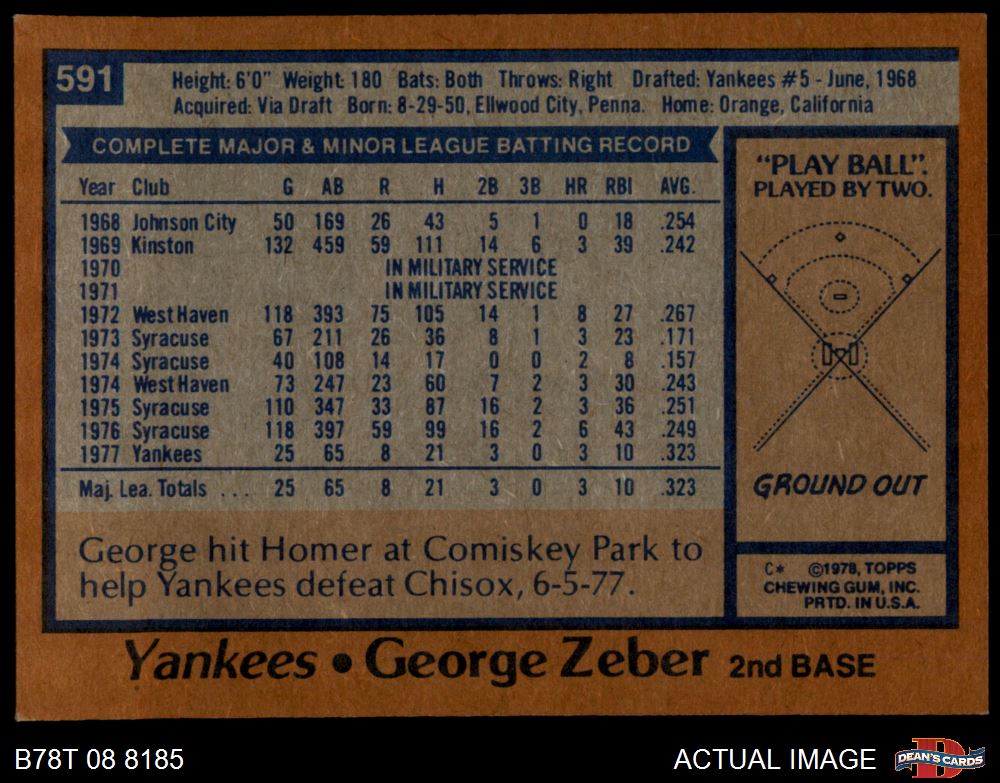 591
Height: 6'0" Weight: 180 Bats: Both Throws: Right Drafted: Yankees #5 - June, 1968
Acquired: Via Draft Born: 8-29-50, Ellwood City, Penna. Home: Orange, California
COMPLETE MAJOR & MINOR LEAGUE BATTING RECORD
Year Club G AB R H 2B 3B HR RBI AVG.
1968 Johnson City 50 169 26 43 5 1 0 18 .254
1969 Kinston 132 459 59 111 14 6 3 39 .242
1970 IN MILITARY SERVICE
1971 IN MILITARY SERVICE
1972 West Haven 118 393 75 105 14 1 8 27 .267
1973 Syracuse 67 211 26 36 8 1 3 23 .171
1974 Syracuse 40 108 14 17 0 0 2 8 .157
1974 West Haven 73 247 23 60 7 2 3 30 .243
1975 Syracuse 110 347 33 87 16 2 3 36 .251
1976 Syracuse 118 397 59 99 16 2 6 43 .249
1977 Yankees 25 65 8 21 3 0 3 10 .323
Maj. Lea. Totals ... 25 65 8 21 3 0 3 10 .323
George hit Homer at Comiskey Park to
help Yankees defeat Chisox, 6-5-77.
"PLAY BALL".
PLAYED BY TWO.
GROUND OUT
C* ©1978, TOPPS
CHEWING GUM, INC.
PRTD. IN U.S.A.
Yankees • George Zeber 2nd BASE
B78T 08 8185
ACTUAL IMAGE
D
DEAN'S CARDS